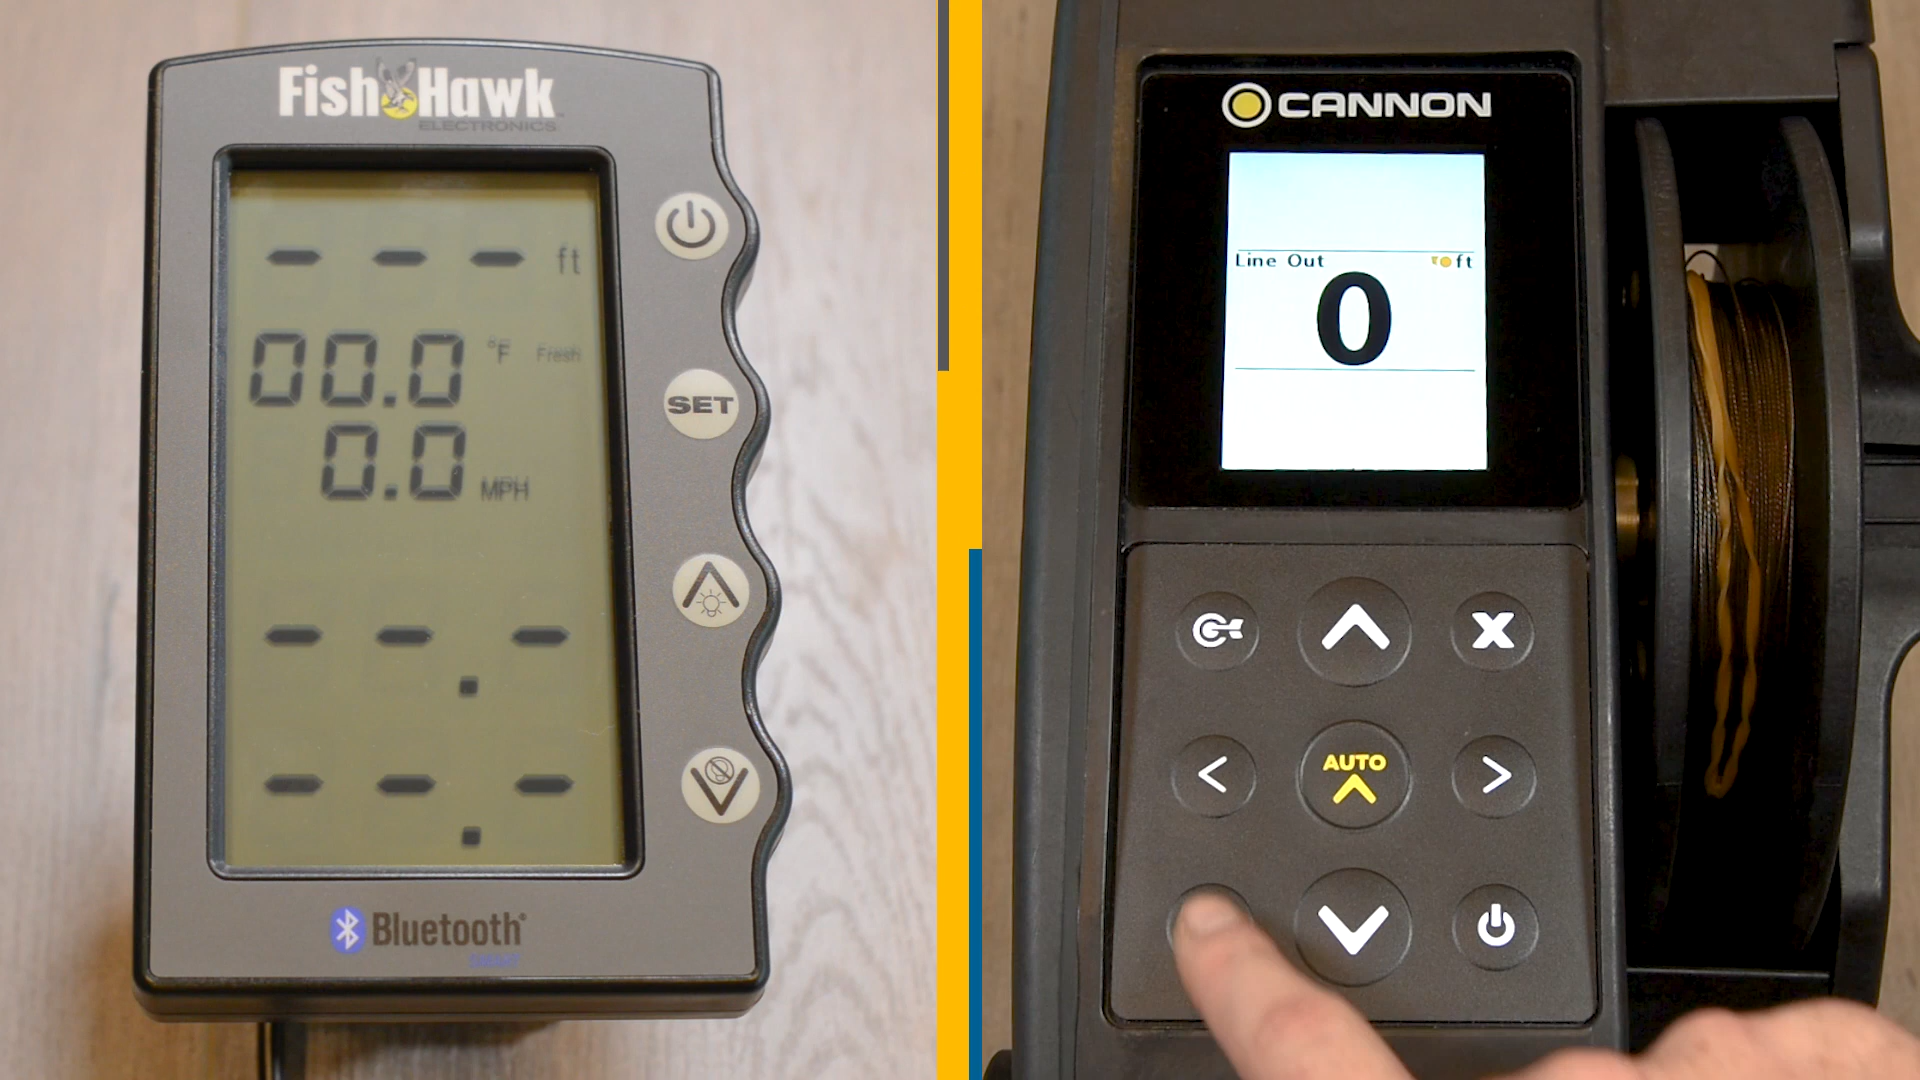 FishHawk
ELECTRONICS
- - - ft
00.0 °F Fresh
0.0 MPH
- - -
- - -
SET
Bluetooth®
CANNON
Line Out ft
0
AUTO